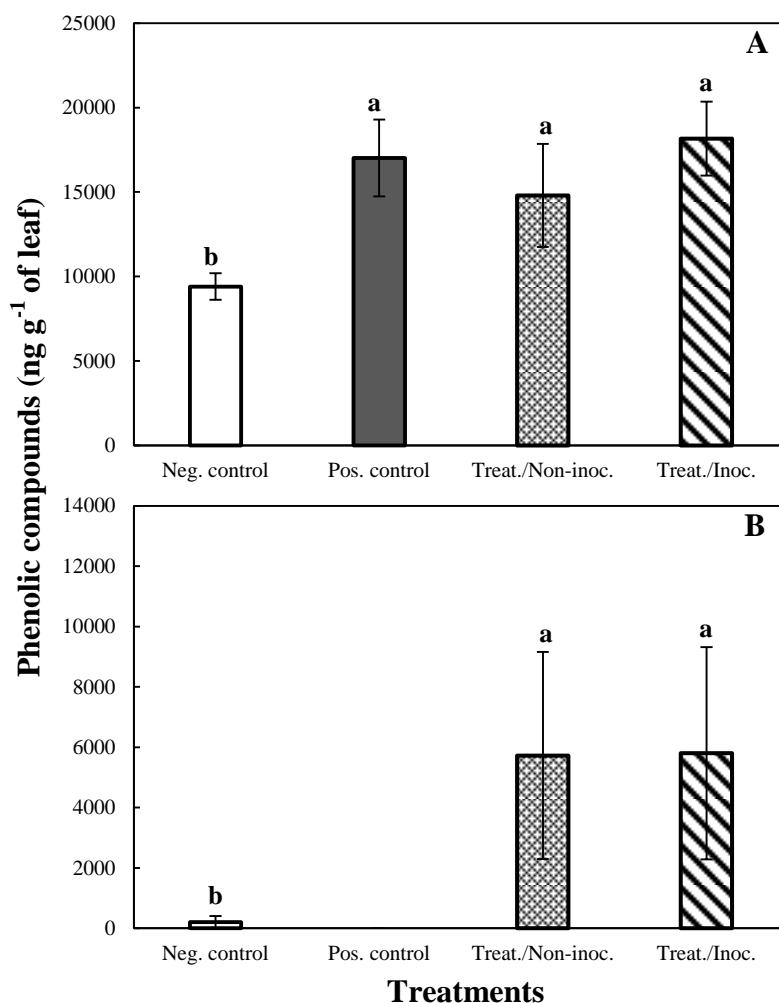 Phenolic compounds (ng g⁻¹ of leaf)
A
25000
20000
15000
10000
5000
0
b
a
a
a
Neg. control Pos. control Treat./Non-inoc. Treat./Inoc.
B
14000
12000
10000
8000
6000
4000
2000
0
b
a
a
Neg. control Pos. control Treat./Non-inoc. Treat./Inoc.
Treatments